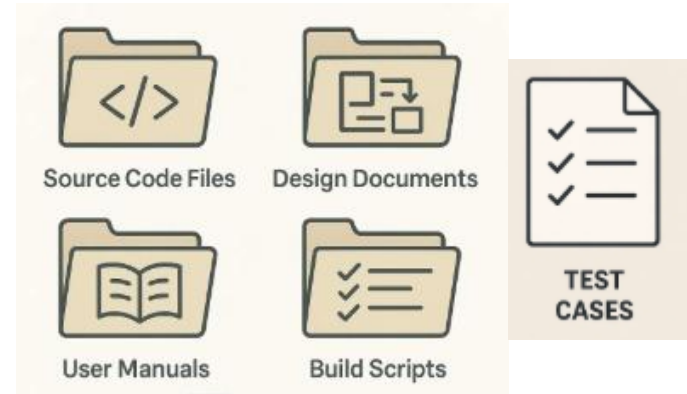 Source Code Files
Design Documents
User Manuals
Build Scripts
TEST
CASES